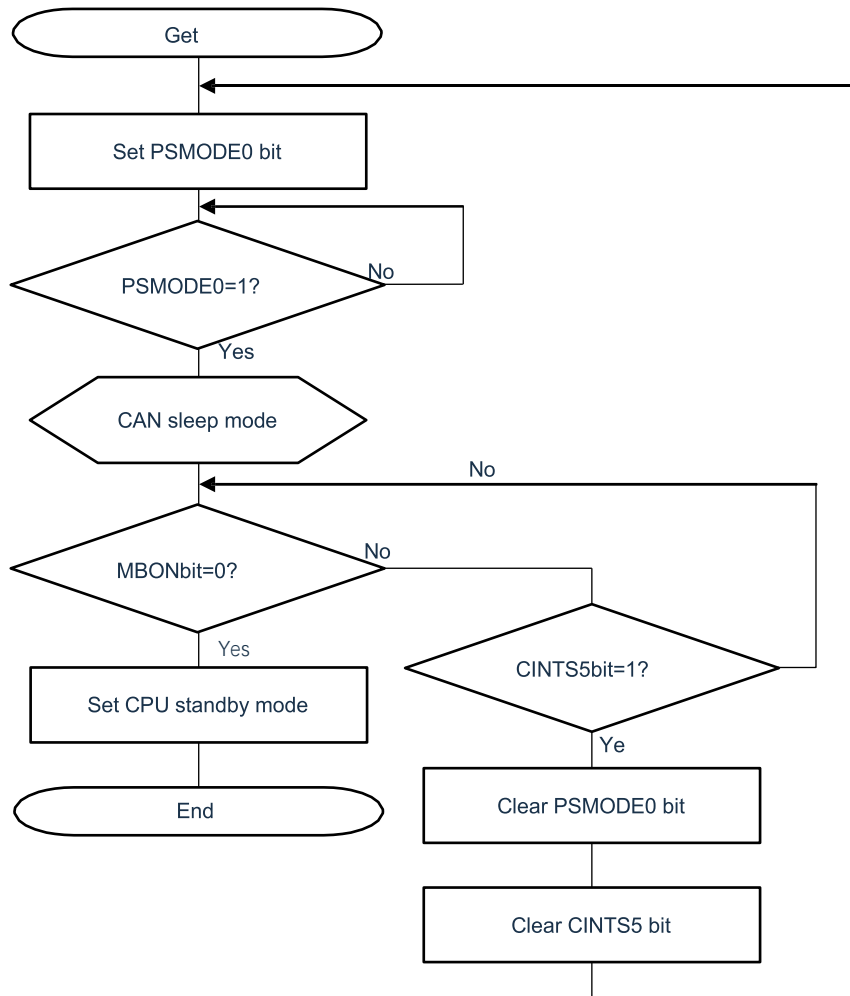 Get
Set PSMODE0 bit
PSMODE0=1?
No
Yes
CAN sleep mode
No
MBONbit=0?
No
Yes
CINTS5bit=1?
Set CPU standby mode
Ye
Clear PSMODE0 bit
End
Clear CINTS5 bit